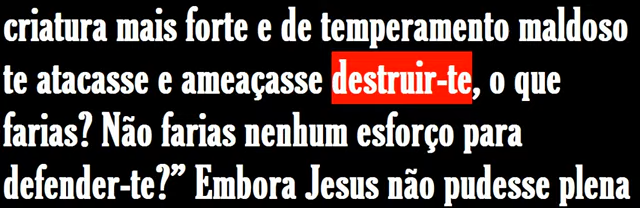 criatura mais forte e de temperamento maldoso
te atacasse e ameaçasse destruir-te, o que
farias? Não farias nenhum esforço para
defender-te?” Embora Jesus não pudesse plena